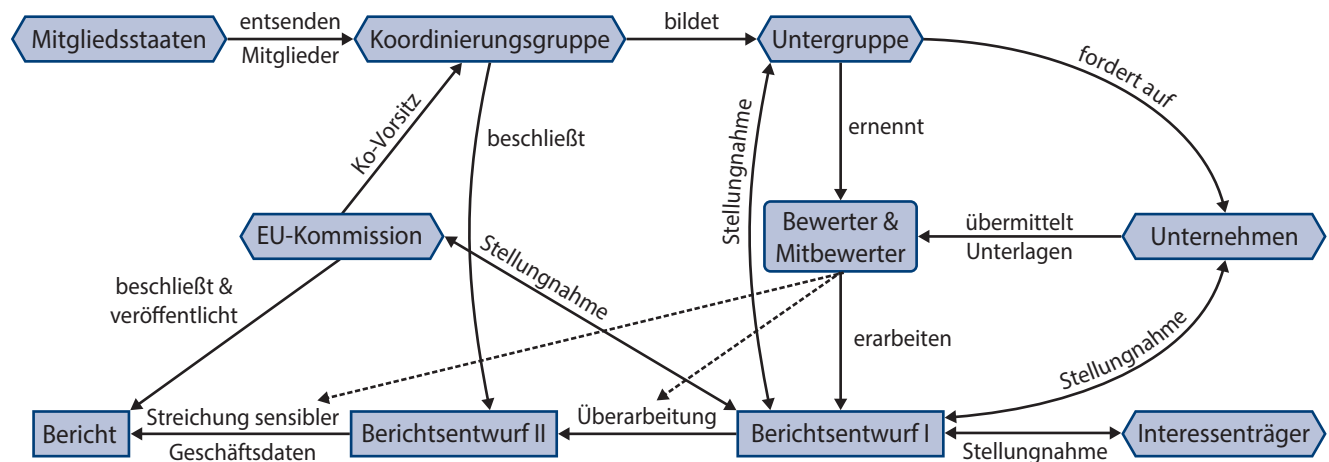 Mitgliedsstaaten
entsenden
Mitglieder
Koordinierungsgruppe
bildet
Untergruppe
fordert auf
Ko-Vorsitz
beschließt
Stellungnahme
ernennt
EU-Kommission
Stellungnahme
Bewerter &
Mitbewerter
übermittelt
Unterlagen
Unternehmen
beschließt &
veröffentlicht
erarbeiten
Stellungnahme
Bericht
Streichung sensibler
Geschäftsdaten
Berichtsentwurf II
Überarbeitung
Berichtsentwurf I
Stellungnahme
Interessenträger